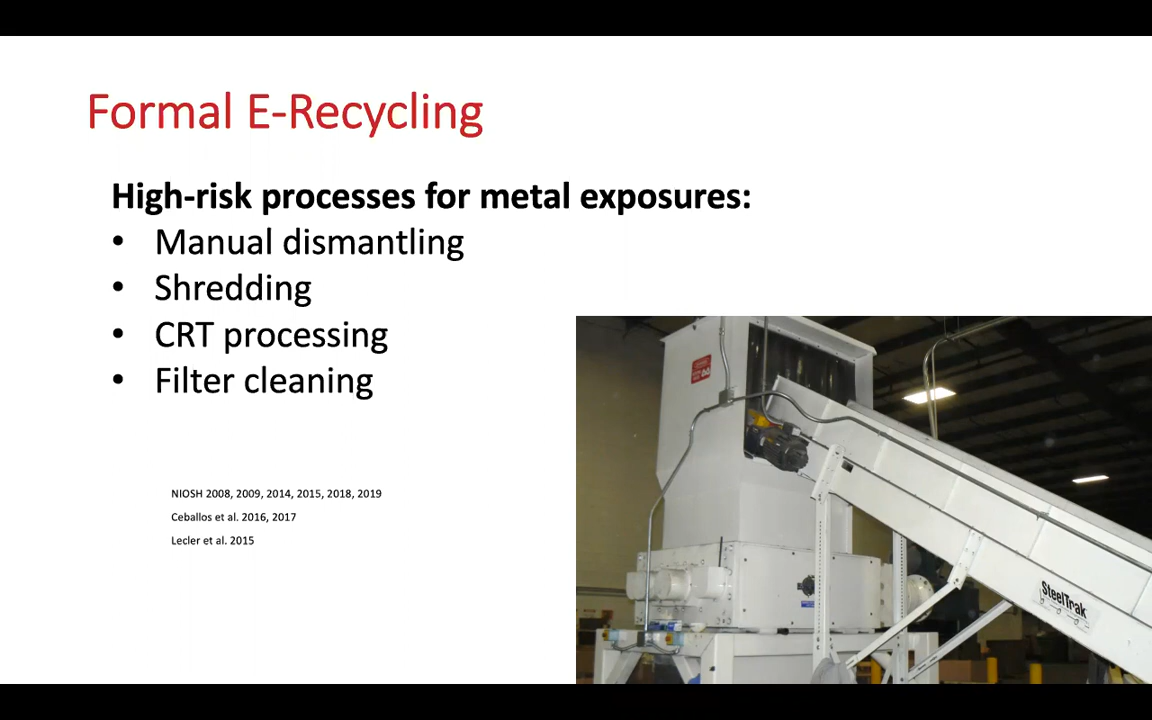 Formal E-Recycling
High-risk processes for metal exposures:
• Manual dismantling
• Shredding
• CRT processing
• Filter cleaning
NIOSH 2008, 2009, 2014, 2015, 2018, 2019
Ceballos et al. 2016, 2017
Lecler et al. 2015
SteelTrak